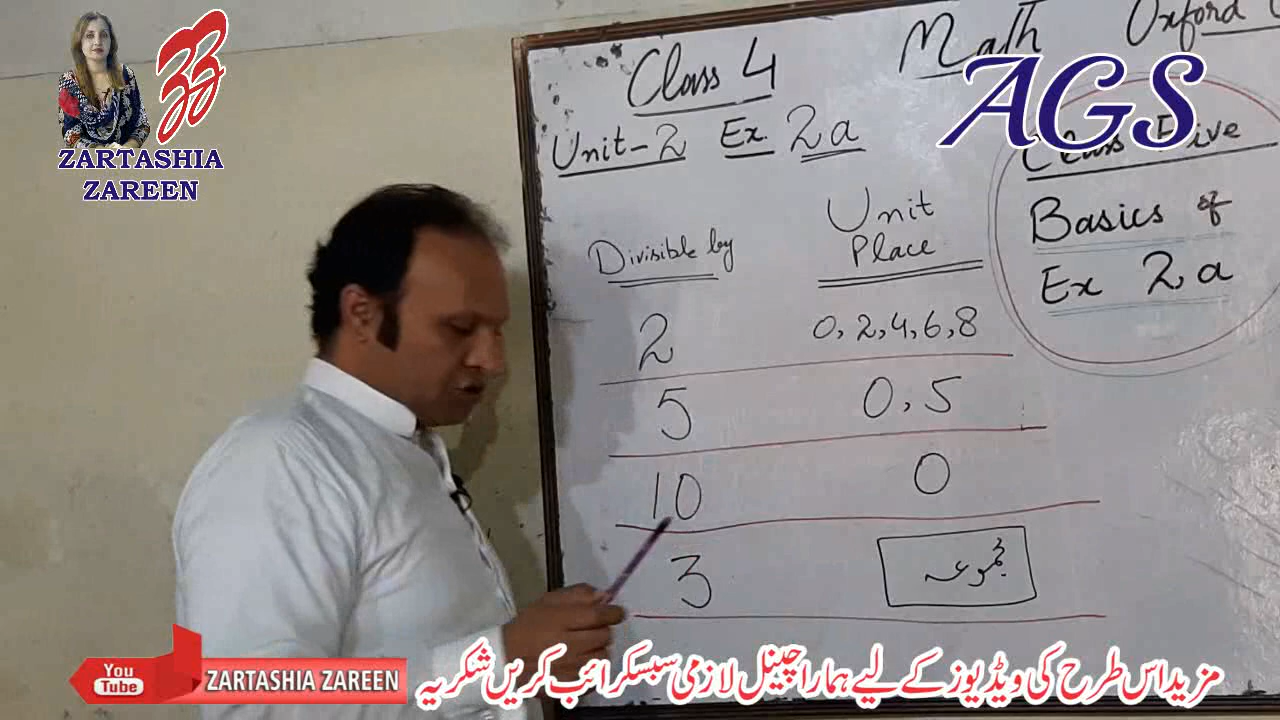 ZARTASHIA
ZAREEN
Class 4
Math
Oxford
AGS
Unit-2 Ex 2a
Class Five
Basics of
Ex 2a
Divisible by
Unit
Place
2
0, 2, 4, 6, 8
5
0, 5
10
0
3
مجموعہ
You
Tube
ZARTASHIA ZAREEN
مزید اس طرح کی ویڈیوز کے لیے ہمارا چینل لازمی سبسکرائب کریں شکریہ